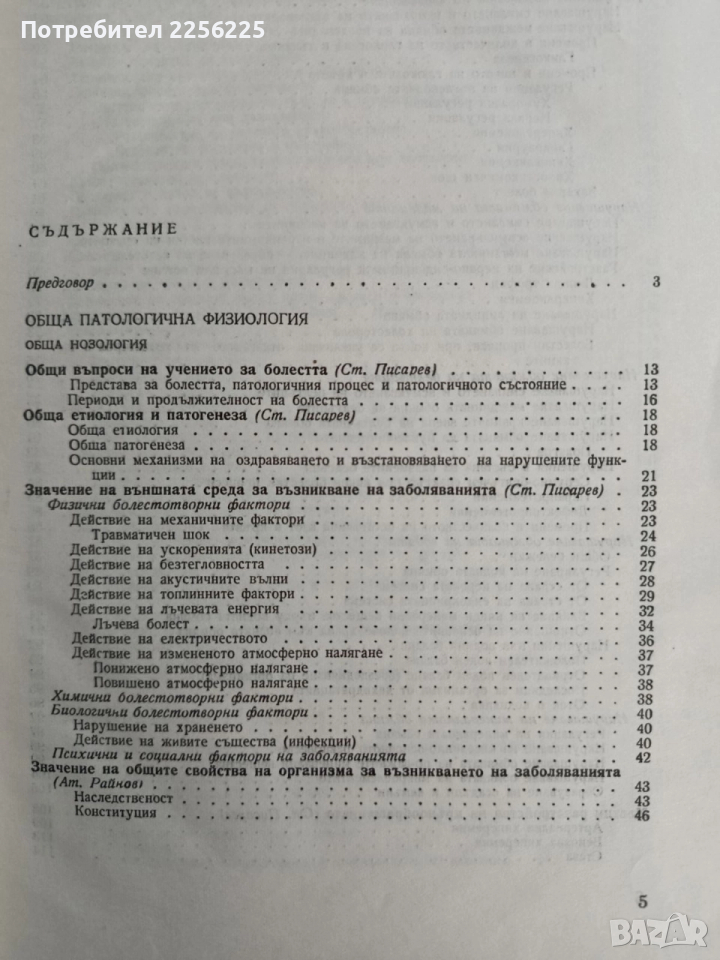 Потребител 2256225
СЪДЪРЖАНИЕ
Предговор . . . 3
ОБЩА ПАТОЛОГИЧНА ФИЗИОЛОГИЯ
ОБЩА НОЗОЛОГИЯ
Общи въпроси на учението за болестта (Ст. Писарев) . . . 13
Представа за болестта, патологичния процес и патологичното състояние . . . 13
Периоди и продължителност на болестта . . . 16
Обща етиология и патогенеза (Ст. Писарев) . . . 18
Обща етиология . . . 18
Обща патогенеза . . . 18
Основни механизми на оздравяването и възстановяването на нарушените функ-
ции . . . 21
Значение на външната среда за възникване на заболяванията (Ст. Писарев) . 23
Физични болестотворни фактори . . . 23
Действие на механичните фактори . . . 23
Травматичен шок . . . 24
Действие на ускоренията (кинетози) . . . 26
Действие на безтегловността . . . 27
Действие на акустичните вълни . . . 28
Действие на топлинните фактори . . . 29
Действие на лъчевата енергия . . . 32
Лъчева болест . . . 34
Действие на електричеството . . . 36
Действие на измененото атмосферно налягане . . . 37
Понижено атмосферно налягане . . . 37
Повишено атмосферно налягане . . . 38
Химични болестотворни фактори . . . 38
Биологични болестотворни фактори . . . 40
Нарушение на храненето . . . 40
Действие на живите същества (инфекции) . . . 40
Психични и социални фактори на заболяванията . . . 42
Значение на общите свойства на организма за възникването на заболяванията
(Ат. Райнов) . . . 43
Наследственост . . . 43
Конституция . . . 46
5
BAZAR